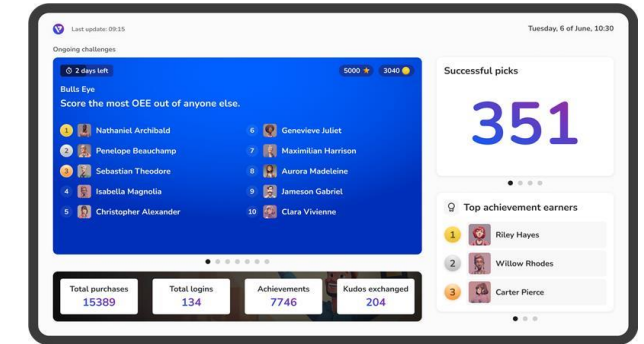 Last update: 09:15
Tuesday, 6 of June, 10:30
Ongoing challenges
2 days left
5000
3040
Bulls Eye
Score the most OEE out of anyone else.
1 Nathaniel Archibald
2 Penelope Beauchamp
3 Sebastian Theodore
4 Isabella Magnolia
5 Christopher Alexander
6 Genevieve Juliet
7 Maximilian Harrison
8 Aurora Madeleine
9 Jameson Gabriel
10 Clara Vivienne
Total purchases
15389
Total logins
134
Achievements
7746
Kudos exchanged
204
Successful picks
351
Top achievement earners
1 Riley Hayes
2 Willow Rhodes
3 Carter Pierce